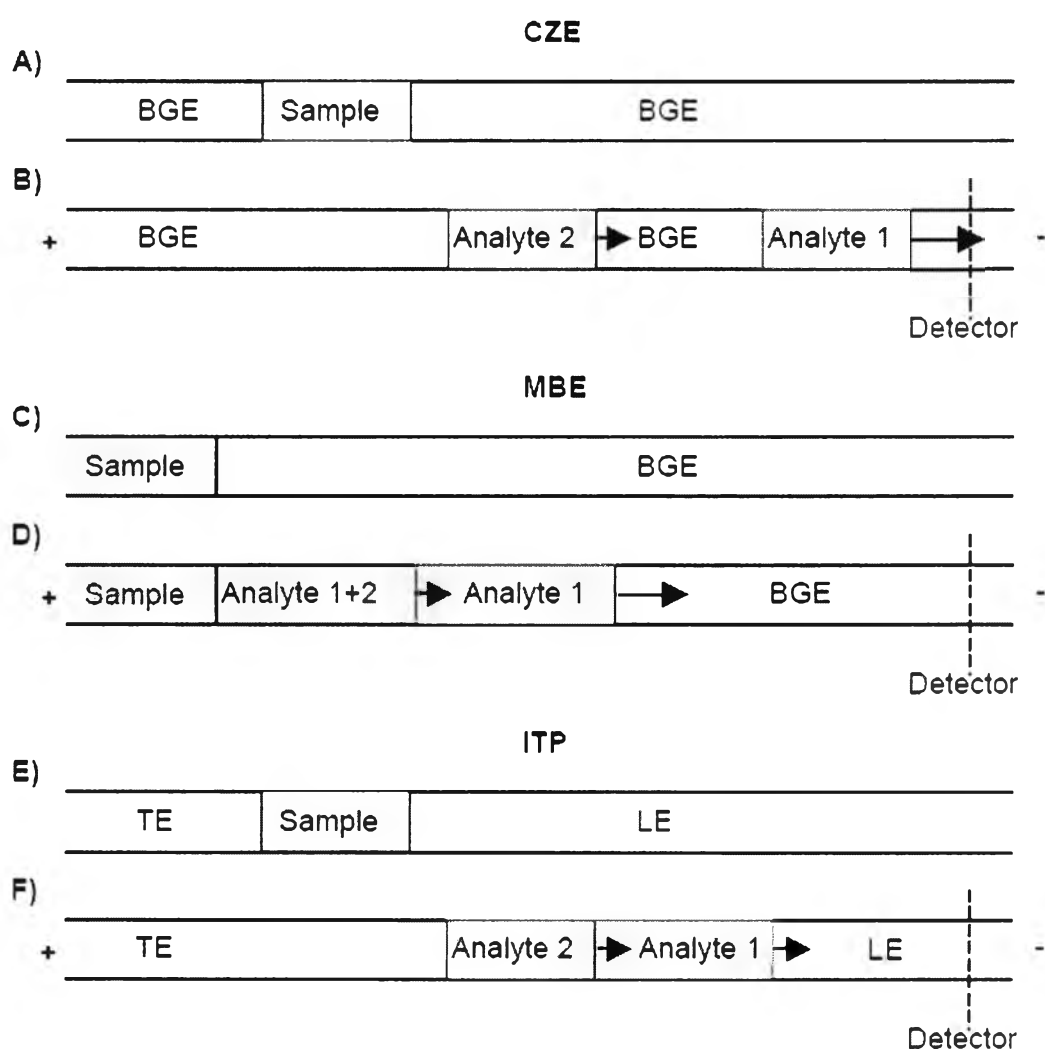 CZE
A)
BGE Sample BGE
B)
+ BGE Analyte 2 BGE Analyte 1 -
Detector
MBE
C)
Sample BGE
D)
+ Sample Analyte 1+2 Analyte 1 BGE -
Detector
ITP
E)
TE Sample LE
F)
+ TE Analyte 2 Analyte 1 LE -
Detector